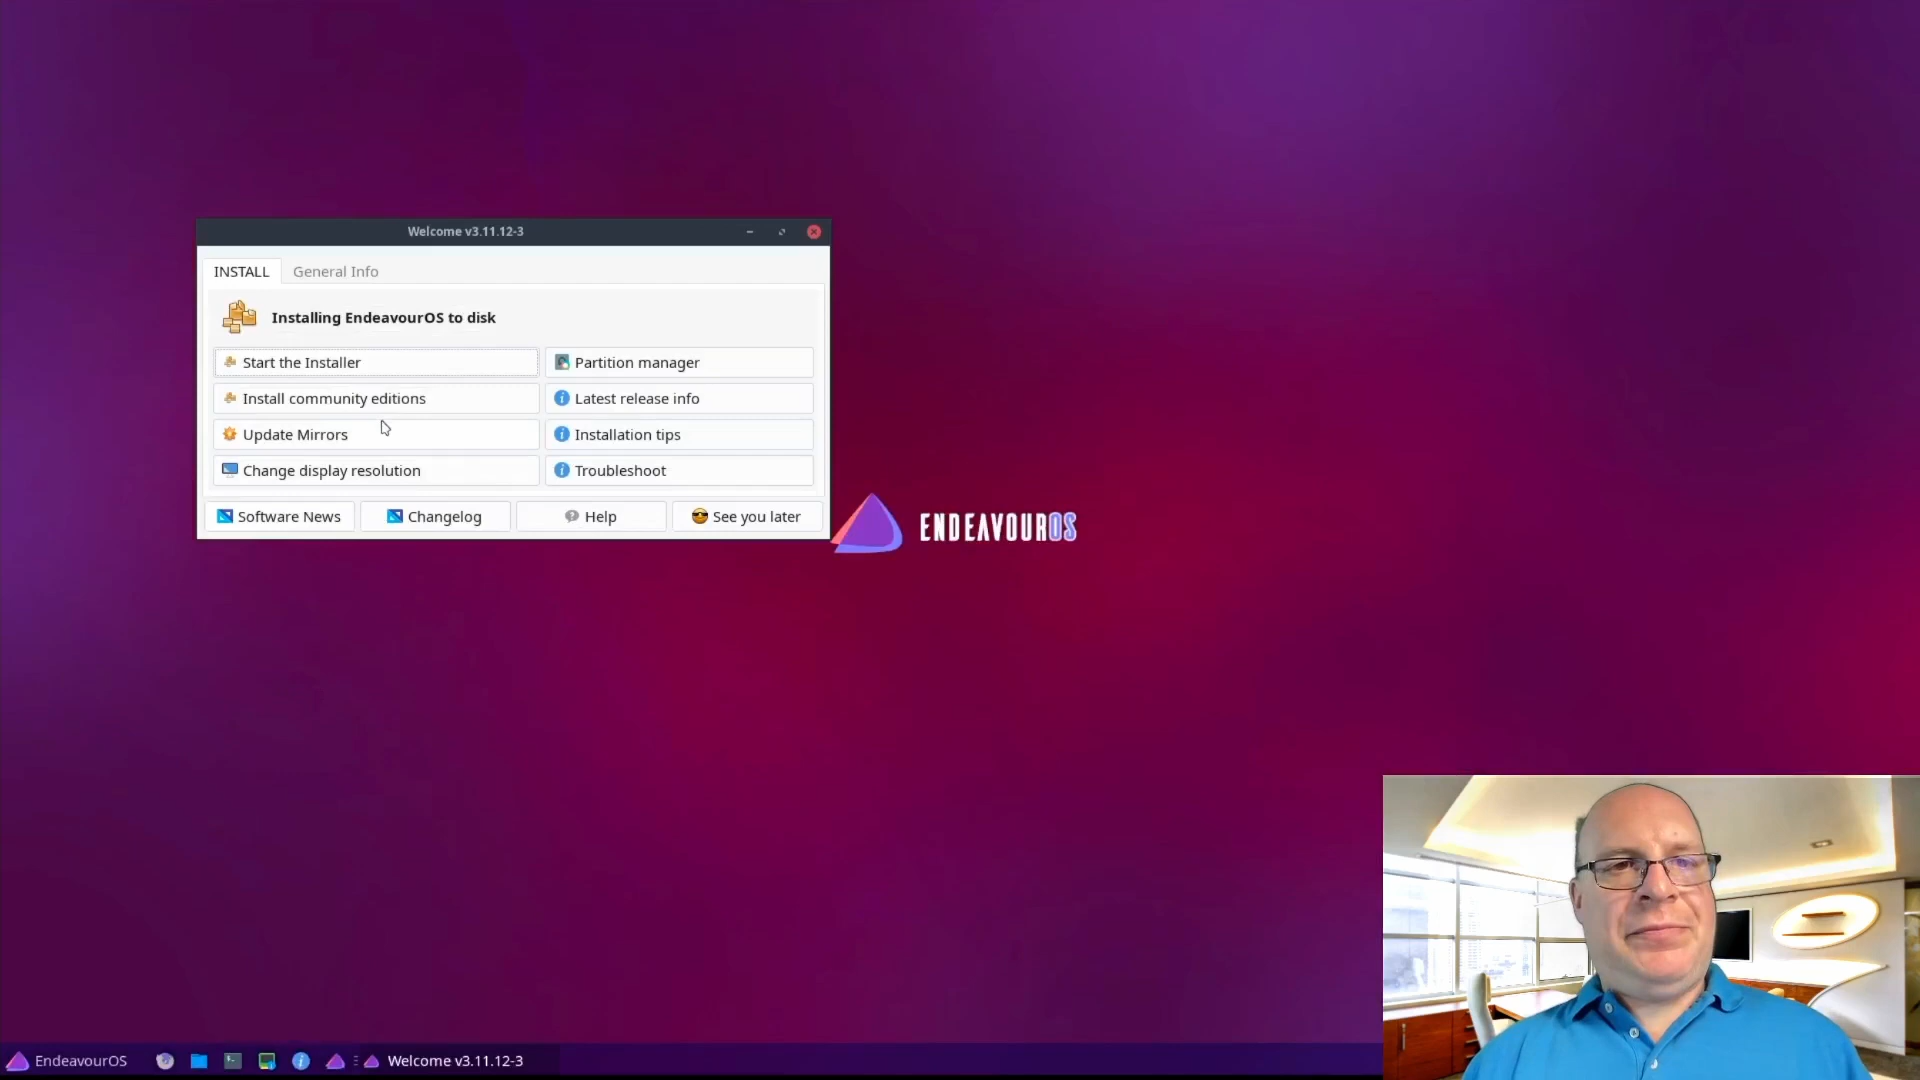 Welcome v3.11.12-3
INSTALL
General Info
Installing EndeavourOS to disk
Start the Installer
Partition manager
Install community editions
Latest release info
Update Mirrors
Installation tips
Change display resolution
Troubleshoot
Software News
Changelog
Help
See you later
ENDEAVOUROS
EndeavourOS
Welcome v3.11.12-3